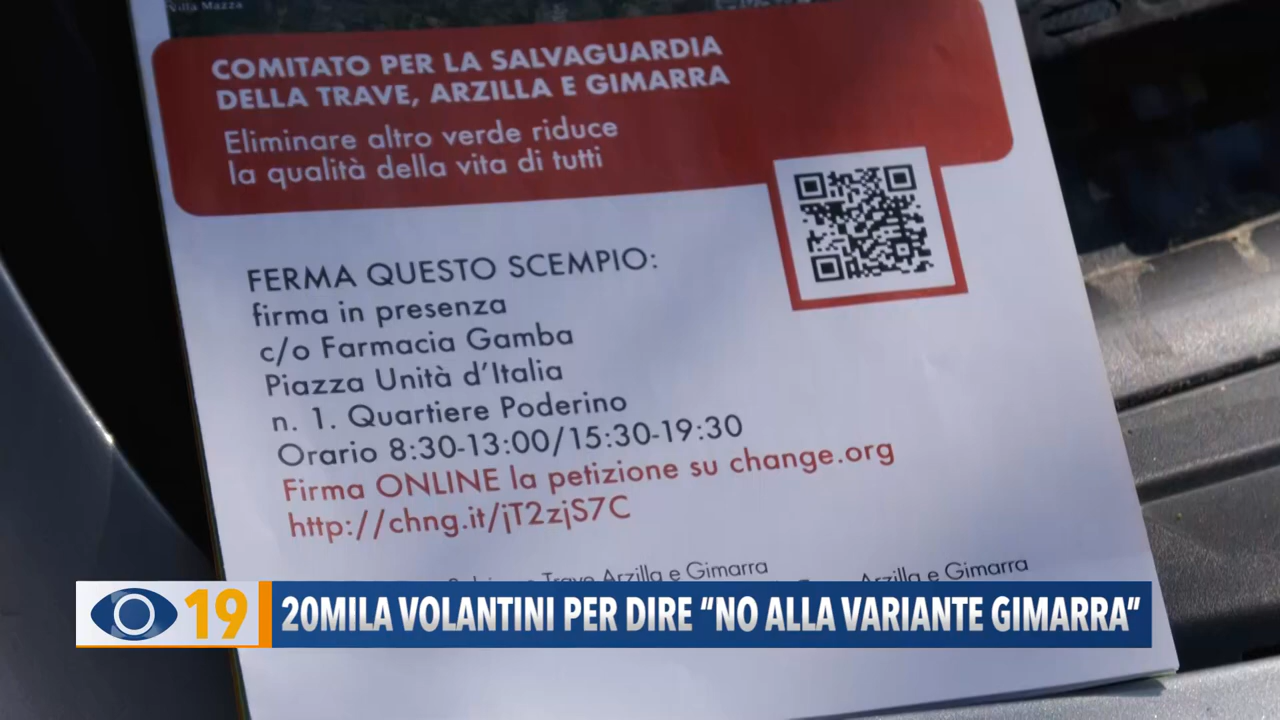 Villa Mazza
COMITATO PER LA SALVAGUARDIA
DELLA TRAVE, ARZILLA E GIMARRA
Eliminare altro verde riduce
la qualità della vita di tutti
FERMA QUESTO SCEMPIO:
firma in presenza
c/o Farmacia Gamba
Piazza Unità d'Italia
n. 1. Quartiere Poderino
Orario 8:30-13:00/15:30-19:30
Firma ONLINE la petizione su change.org
http://chng.it/jT2zjS7C
Trave Arzilla e Gimarra
Arzilla e Gimarra
19 20MILA VOLANTINI PER DIRE “NO ALLA VARIANTE GIMARRA”